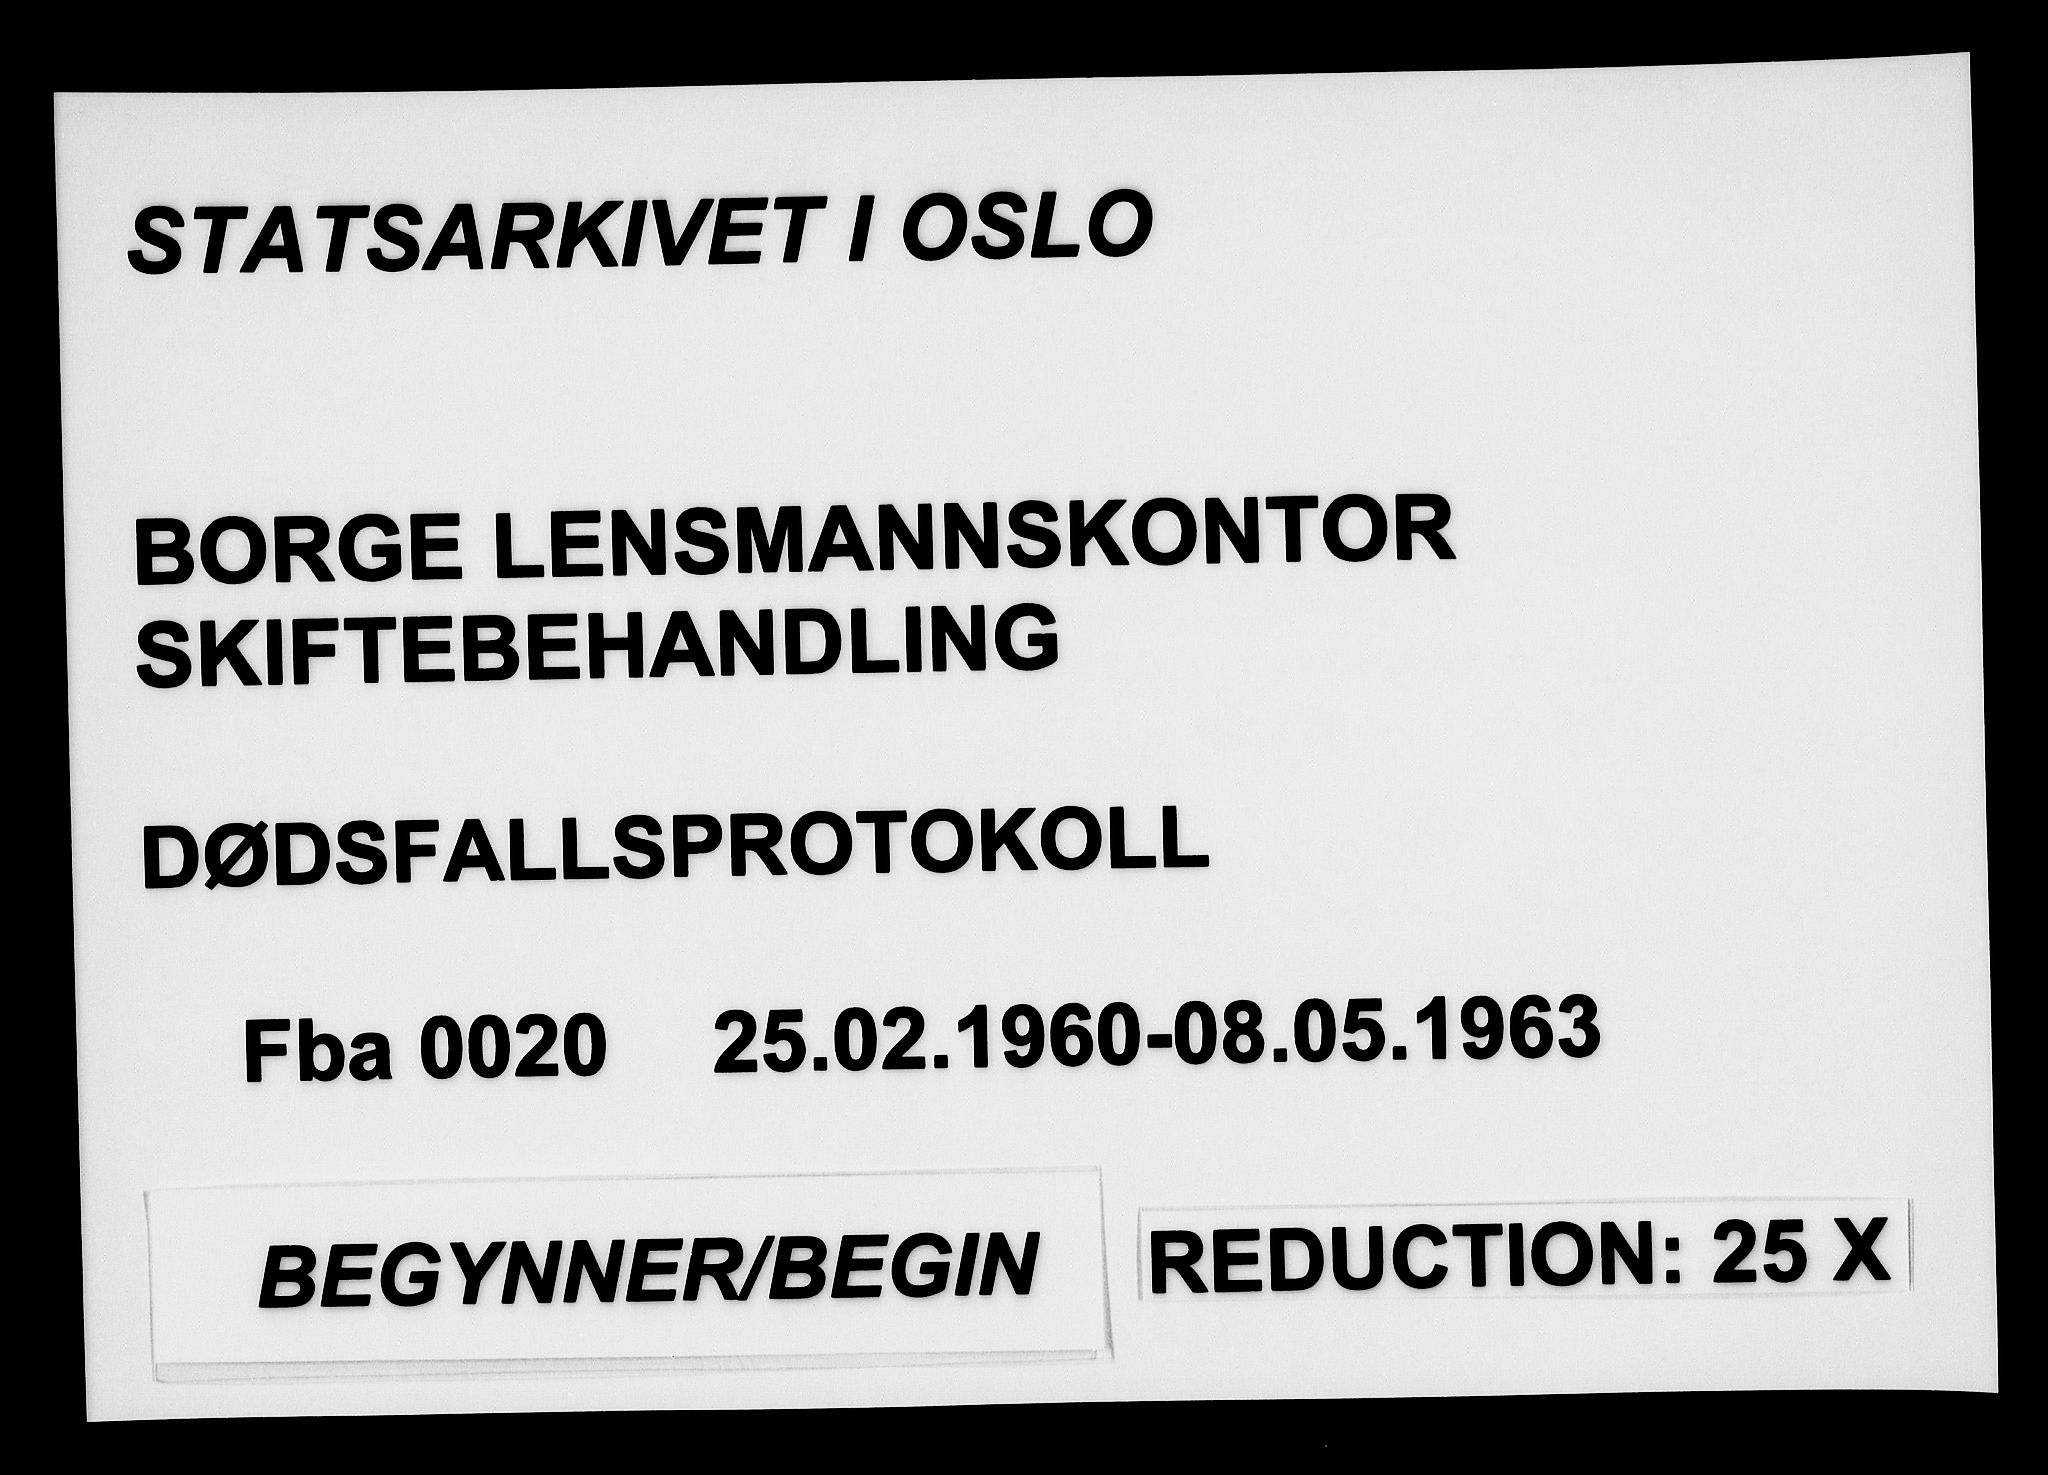 STATSARKIVET I OSLO
BORGE LENSMANNSKONTOR
SKIFTEBEHANDLING
DØDSFALLSPROTOKOLL
Fba 0020 25.02.1960-08.05.1963
BEGYNNER/BEGIN
REDUCTION: 25 X